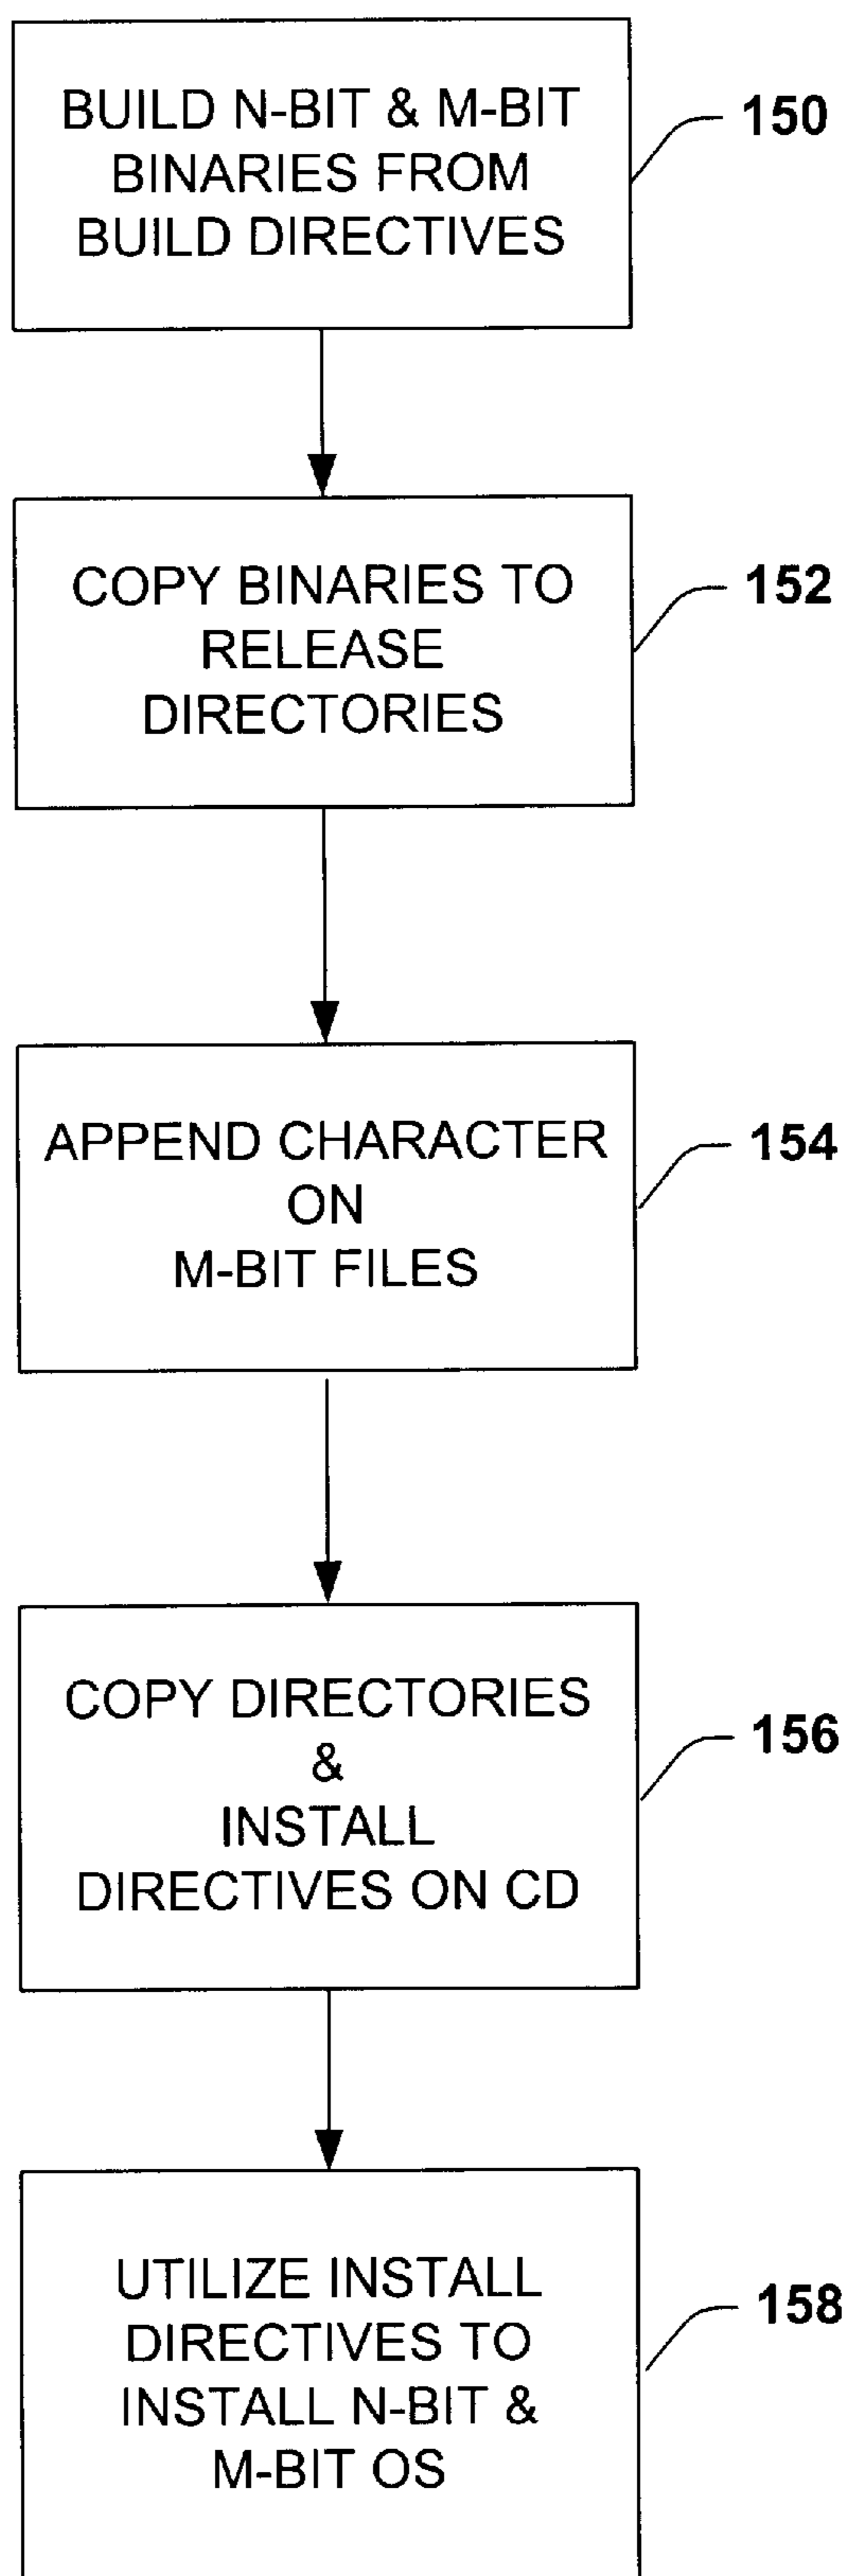 BUILD N-BIT & M-BIT
BINARIES FROM
BUILD DIRECTIVES
150
COPY BINARIES TO
RELEASE
DIRECTORIES
152
APPEND CHARACTER
ON
M-BIT FILES
154
COPY DIRECTORIES
&
INSTALL
DIRECTIVES ON CD
156
UTILIZE INSTALL
DIRECTIVES TO
INSTALL N-BIT &
M-BIT OS
158